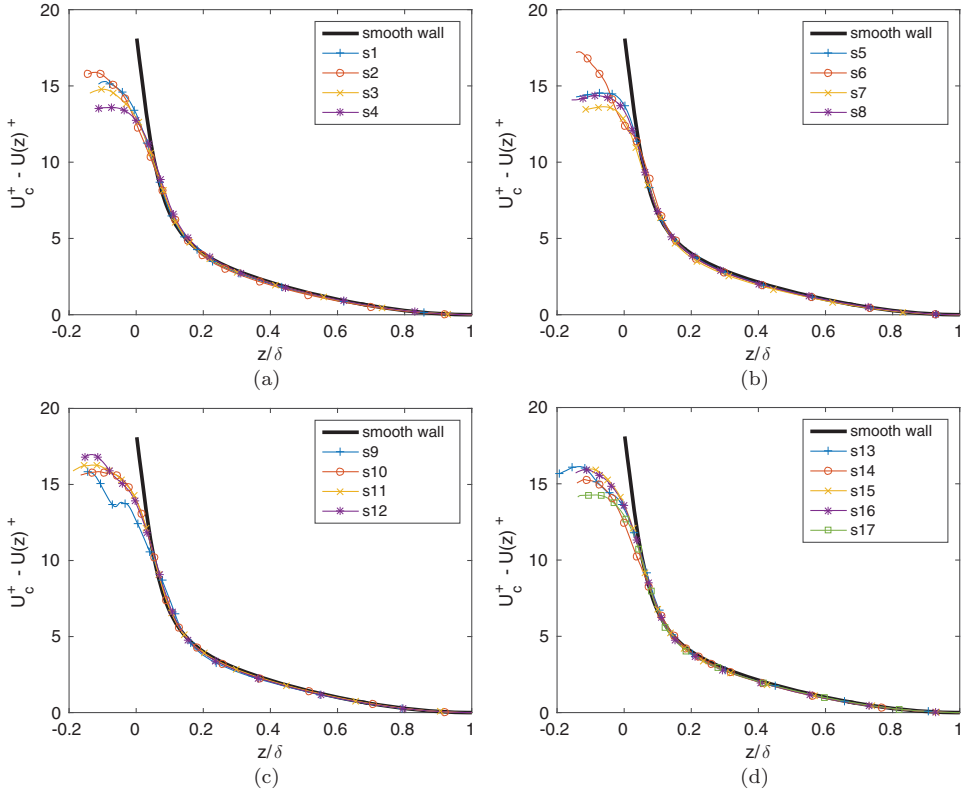 20
15
10
5
0
U_c^+ - U(z)^+
-0.2
0
0.2
0.4
0.6
0.8
1
z/δ
smooth wall
s1
s2
s3
s4
(a)
20
15
10
5
0
U_c^+ - U(z)^+
-0.2
0
0.2
0.4
0.6
0.8
1
z/δ
smooth wall
s5
s6
s7
s8
(b)
20
15
10
5
0
U_c^+ - U(z)^+
-0.2
0
0.2
0.4
0.6
0.8
1
z/δ
smooth wall
s9
s10
s11
s12
(c)
20
15
10
5
0
U_c^+ - U(z)^+
-0.2
0
0.2
0.4
0.6
0.8
1
z/δ
smooth wall
s13
s14
s15
s16
s17
(d)